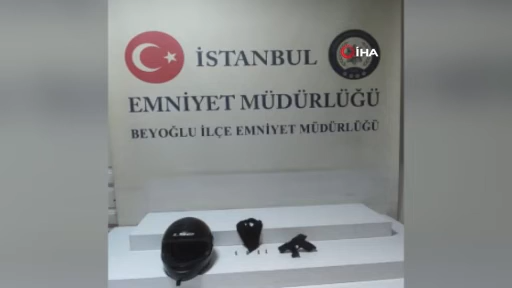 İHA
İSTANBUL
EMNİYET MÜDÜRLÜĞÜ
BEYOĞLU İLÇE EMNİYET MÜDÜRLÜĞÜ